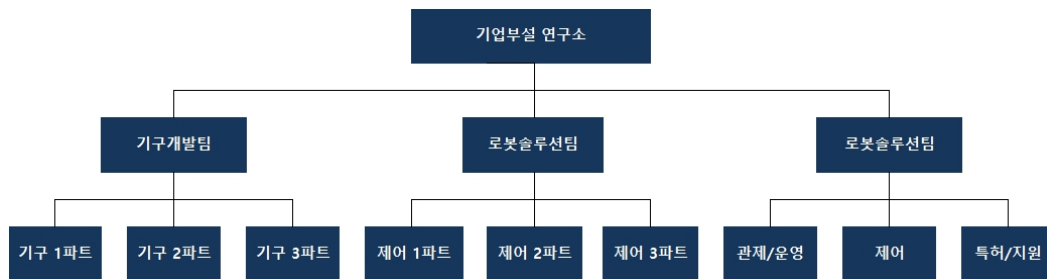 기업부설 연구소
기구개발팀
로봇솔루션팀
로봇솔루션팀
기구 1파트
기구 2파트
기구 3파트
제어 1파트
제어 2파트
제어 3파트
관제/운영
제어
특허/지원